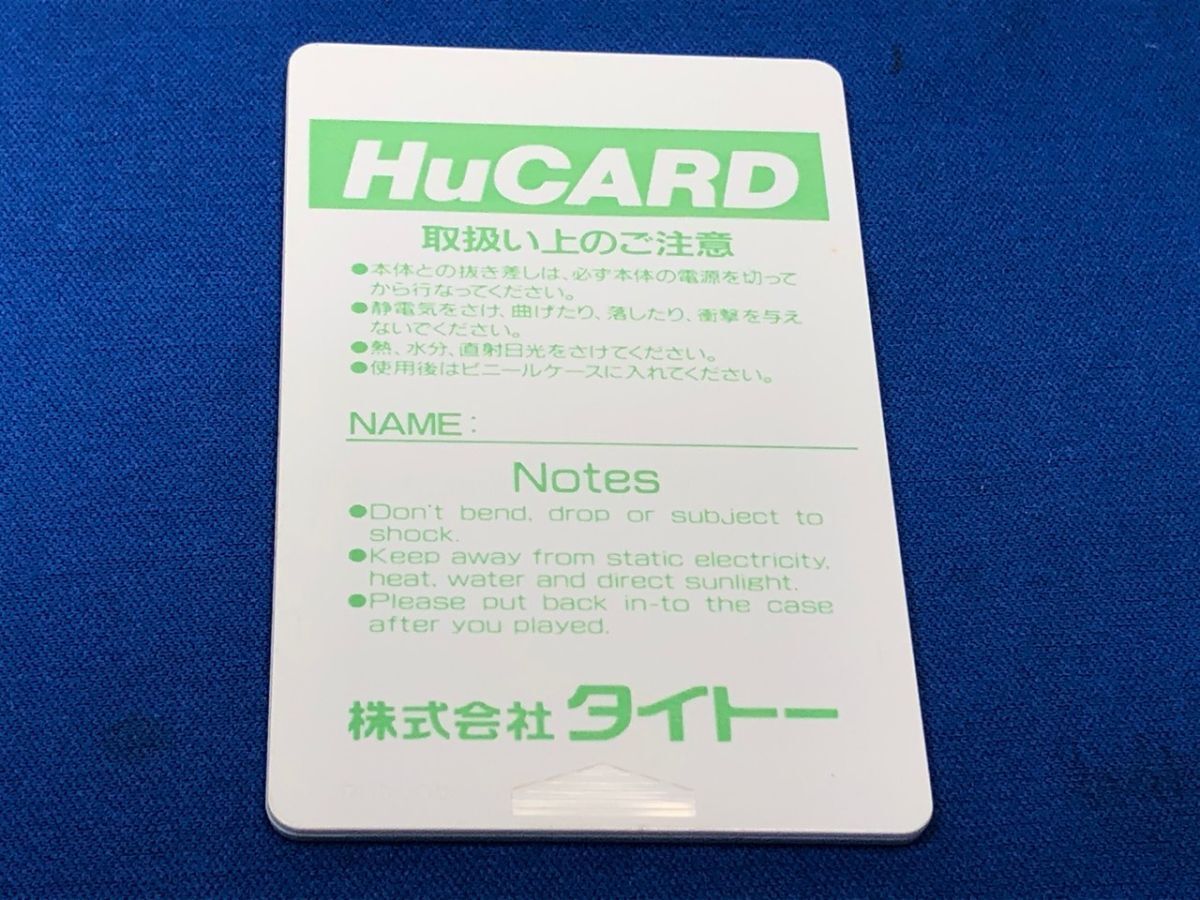 HuCARD
取扱い上のご注意
●本体との抜き差しは、必ず本体の電源を切って
から行なってください。
●静電気をさけ、曲げたり、落したり、衝撃を与え
ないでください。
●熱、水分、直射日光をさけてください。
●使用後はビニールケースに入れてください。
NAME:
Notes
●Don't bend, drop or subject to
shock.
●Keep away from static electricity,
heat, water and direct sunlight.
●Please put back in-to the case
after you played.
株式会社 タイトー